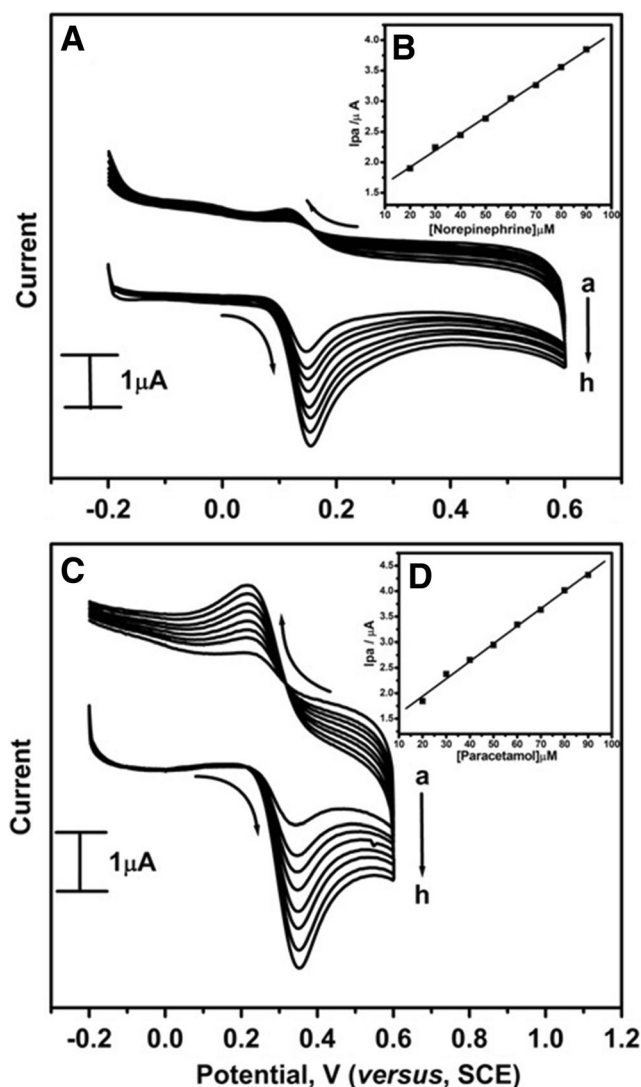 A
B
Ipa /μ A
4.0
3.5
3.0
2.5
2.0
1.5
10 20 30 40 50 60 70 80 90 100
[Norepinephrine]μM
Current
a
h
1μA
-0.2 0.0 0.2 0.4 0.6
C
D
Ipa / μA
4.5
4.0
3.5
3.0
2.5
2.0
1.5
10 20 30 40 50 60 70 80 90 100
[Paracetamol]μM
Current
a
h
1μA
-0.2 0.0 0.2 0.4 0.6 0.8 1.0 1.2
Potential, V (versus, SCE)